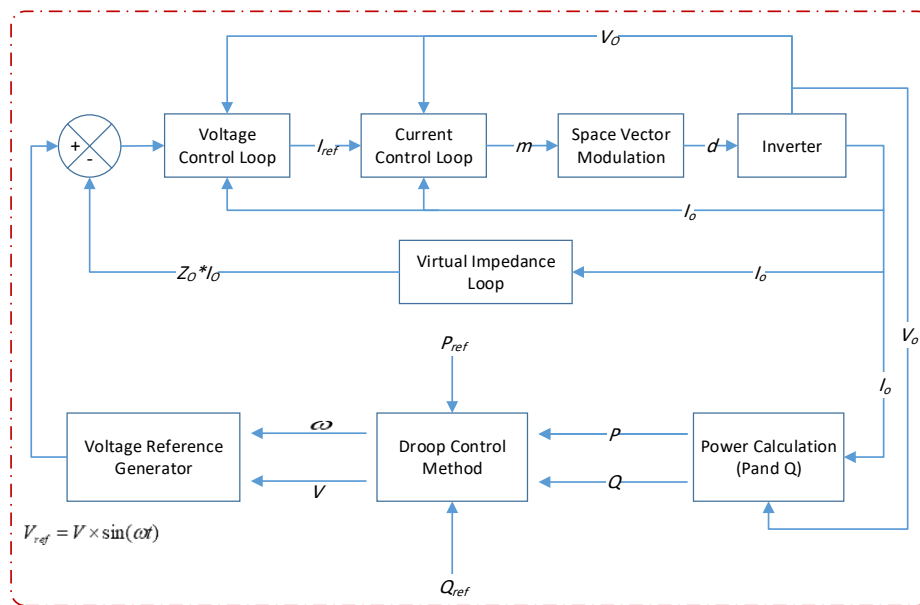 V_O
+
-
Voltage
Control Loop
I_ref
Current
Control Loop
m
Space Vector
Modulation
d
Inverter
I_o
Z_O*I_O
Virtual Impedance
Loop
I_o
V_o
P_ref
I_o
Voltage Reference
Generator
ω
V
Droop Control
Method
P
Q
Power Calculation
(Pand Q)
V_ref = V × sin(ωt)
Q_ref